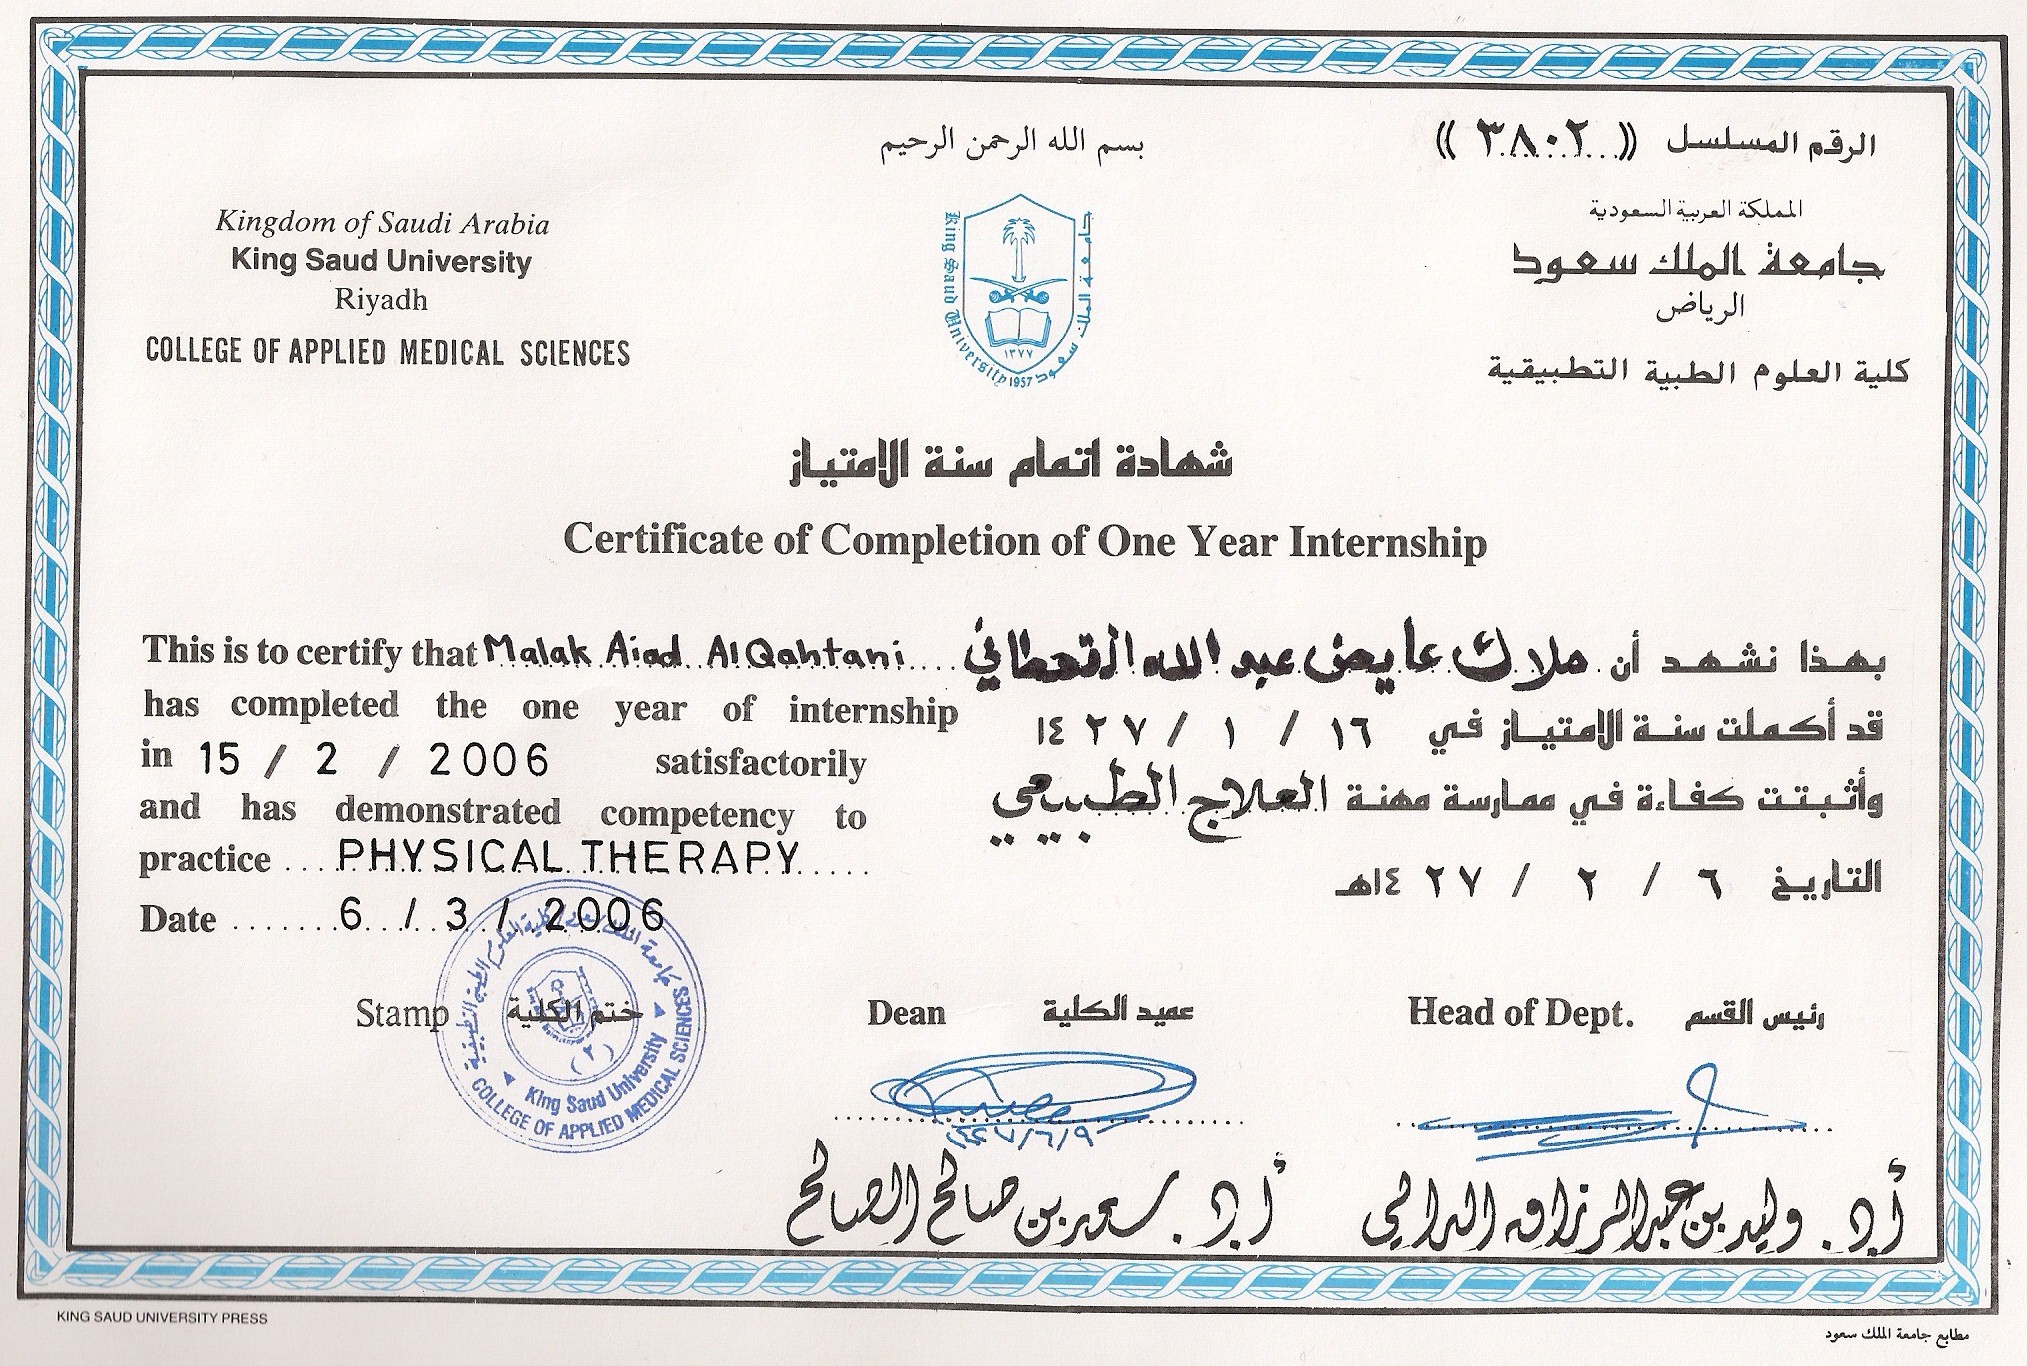 بسم الله الرحمن الرحيم
الرقم المسلسل (( ٣٨٠٢ ))
Kingdom of Saudi Arabia
King Saud University
Riyadh
COLLEGE OF APPLIED MEDICAL SCIENCES
King Saud University 1957 جامعة الملك سعود
١٣٧٧
المملكة العربية السعودية
جامعة الملك سعود
الرياض
كلية العلوم الطبية التطبيقية
شهادة اتمام سنة الامتياز
Certificate of Completion of One Year Internship
This is to certify that Malak Aiad AlQahtani
has completed the one year of internship
in 15 / 2 / 2006 satisfactorily
and has demonstrated competency to
practice PHYSICAL THERAPY
Date 6 / 3 / 2006
بهذا نشهد أن ملاك عايض عبد الله القحطاني
قد أكملت سنة الامتياز في ١٦ / ١ / ١٤٢٧
وأثبتت كفاءة في ممارسة مهنة العلاج الطبيعي
التاريخ ٦ / ٢ / ١٤٢٧هـ
Stamp ختم الكلية
جامعة الملك سعود كلية العلوم الطبية التطبيقية
(٢)
King Saud University
COLLEGE OF APPLIED MEDICAL SCIENCES
Dean عميد الكلية
أ.د. سعد بن صالح الصالح
Head of Dept. رئيس القسم
أ.د. وليد بن عبدالرزاق الدالي
KING SAUD UNIVERSITY PRESS
مطابع جامعة الملك سعود